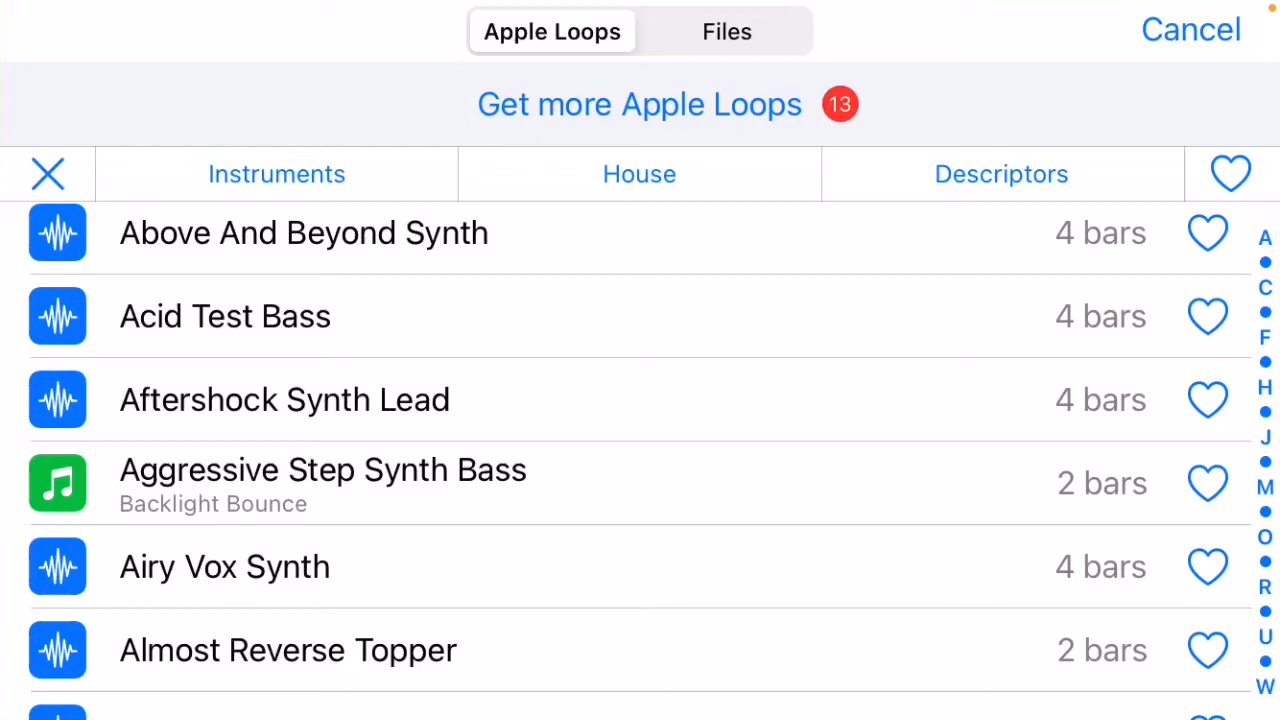 Apple Loops Files Cancel
Get more Apple Loops 13
Instruments House Descriptors
Above And Beyond Synth 4 bars
Acid Test Bass 4 bars
Aftershock Synth Lead 4 bars
Aggressive Step Synth Bass 2 bars
Backlight Bounce
Airy Vox Synth 4 bars
Almost Reverse Topper 2 bars
A
C
F
H
J
M
O
R
U
W